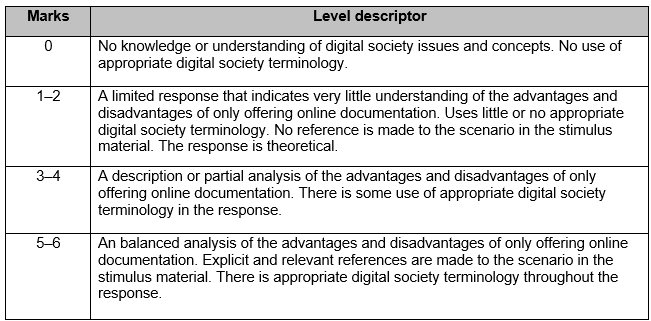 Marks Level descriptor
0 No knowledge or understanding of digital society issues and concepts. No use of
appropriate digital society terminology.
1–2 A limited response that indicates very little understanding of the advantages and
disadvantages of only offering online documentation. Uses little or no appropriate
digital society terminology. No reference is made to the scenario in the stimulus
material. The response is theoretical.
3–4 A description or partial analysis of the advantages and disadvantages of only
offering online documentation. There is some use of appropriate digital society
terminology in the response.
5–6 An balanced analysis of the advantages and disadvantages of only offering online
documentation. Explicit and relevant references are made to the scenario in the
stimulus material. There is appropriate digital society terminology throughout the
response.